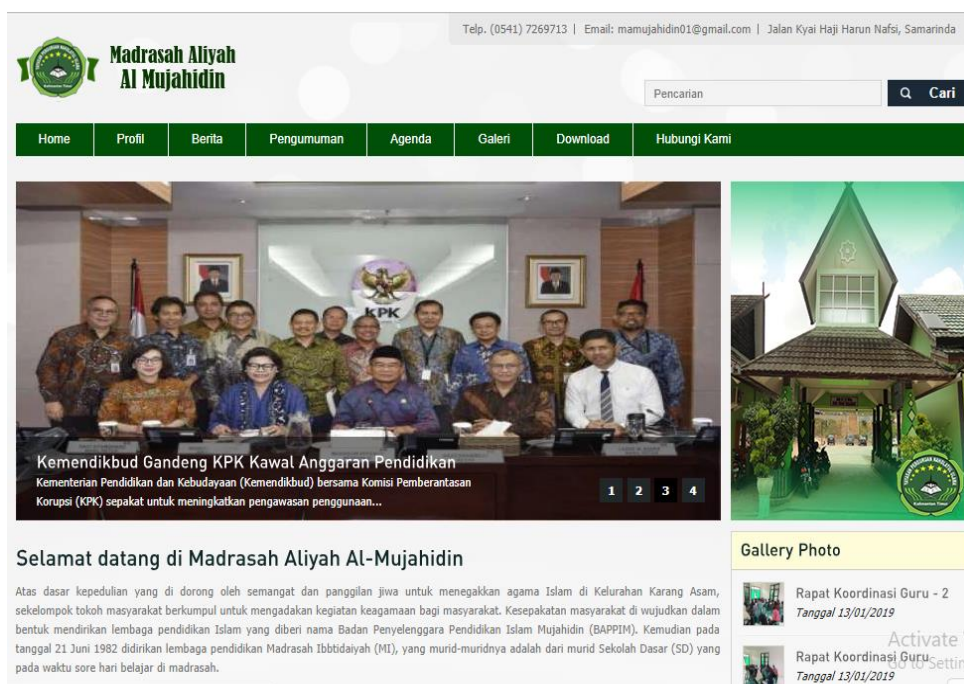 Telp. (0541) 7269713 | Email: mamujahidin01@gmail.com | Jalan Kyai Haji Harun Nafsi, Samarinda
Madrasah Aliyah
Al Mujahidin
Pencarian
Cari
Home Profil Berita Pengumuman Agenda Galeri Download Hubungi Kami
KPK
Kemendikbud Gandeng KPK Kawal Anggaran Pendidikan
Kementerian Pendidikan dan Kebudayaan (Kemendikbud) bersama Komisi Pemberantasan
Korupsi (KPK) sepakat untuk meningkatkan pengawasan penggunaan...
1 2 3 4
Selamat datang di Madrasah Aliyah Al-Mujahidin
Atas dasar kepedulian yang di dorong oleh semangat dan panggilan jiwa untuk menegakkan agama Islam di Kelurahan Karang Asam,
sekelompok tokoh masyarakat berkumpul untuk mengadakan kegiatan keagamaan bagi masyarakat. Kesepakatan masyarakat di wujudkan dalam
bentuk mendirikan lembaga pendidikan Islam yang diberi nama Badan Penyelenggara Pendidikan Islam Mujahidin (BAPPIM). Kemudian pada
tanggal 21 Juni 1982 didirikan lembaga pendidikan Madrasah Ibbtidaiyah (MI), yang murid-muridnya adalah dari murid Sekolah Dasar (SD) yang
pada waktu sore hari belajar di madrasah.
Gallery Photo
Rapat Koordinasi Guru - 2
Tanggal 13/01/2019
Rapat Koordinasi Guru
Tanggal 13/01/2019
Activate
Go to Settin